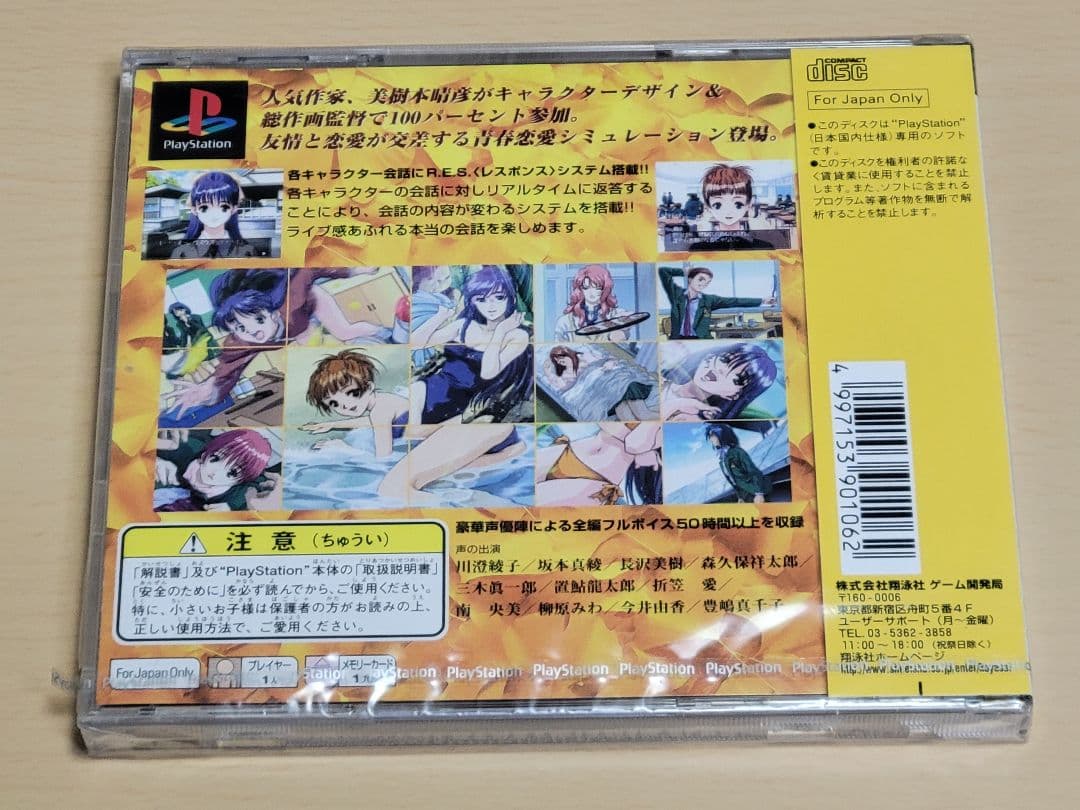 PlayStation
人気作家、美樹本晴彦がキャラクターデザイン&
総作画監督で100パーセント参加。
友情と恋愛が交差する青春恋愛シミュレーション登場。
各キャラクター会話にR.E.S.〈レスポンス〉システム搭載!!
各キャラクターの会話に対しリアルタイムに返答する
ことにより、会話の内容が変わるシステムを搭載!!
ライブ感あふれる本当の会話を楽しめます。
豪華声優陣による全編フルボイス50時間以上を収録
声の出演
川澄綾子/坂本真綾/長沢美樹/森久保祥太郎/
三木眞一郎/置鮎龍太郎/折笠 愛/
南 央美/柳原みわ/今井由香/豊嶋真千子
注意(ちゅうい)
「解説書」及び"PlayStation"本体の「取扱説明書」
「安全のために」を必ず読んでから、ご使用ください。
特に、小さいお子様は保護者の方がお読みの上、
正しい使用方法で、ご愛用ください。
For Japan Only
プレイヤー
1人
メモリーカード
PlayStation PlayStation PlayStation PlayStation PlayStation
COMPACT
disc
For Japan Only
●このディスクは"PlayStation"
(日本国内仕様)専用のソフト
です。
●このディスクを権利者の許諾な
く賃貸業に使用することを禁止
します。また、ソフトに含まれる
プログラム等著作物を無断で解
析することを禁止します。
4 997153 901062
株式会社翔泳社 ゲーム開発局
〒160-0006
東京都新宿区舟町5番4F
ユーザーサポート(月〜金曜)
TEL.03-5362-3858
11:00〜18:00(祝祭日除く)
翔泳社ホームページ